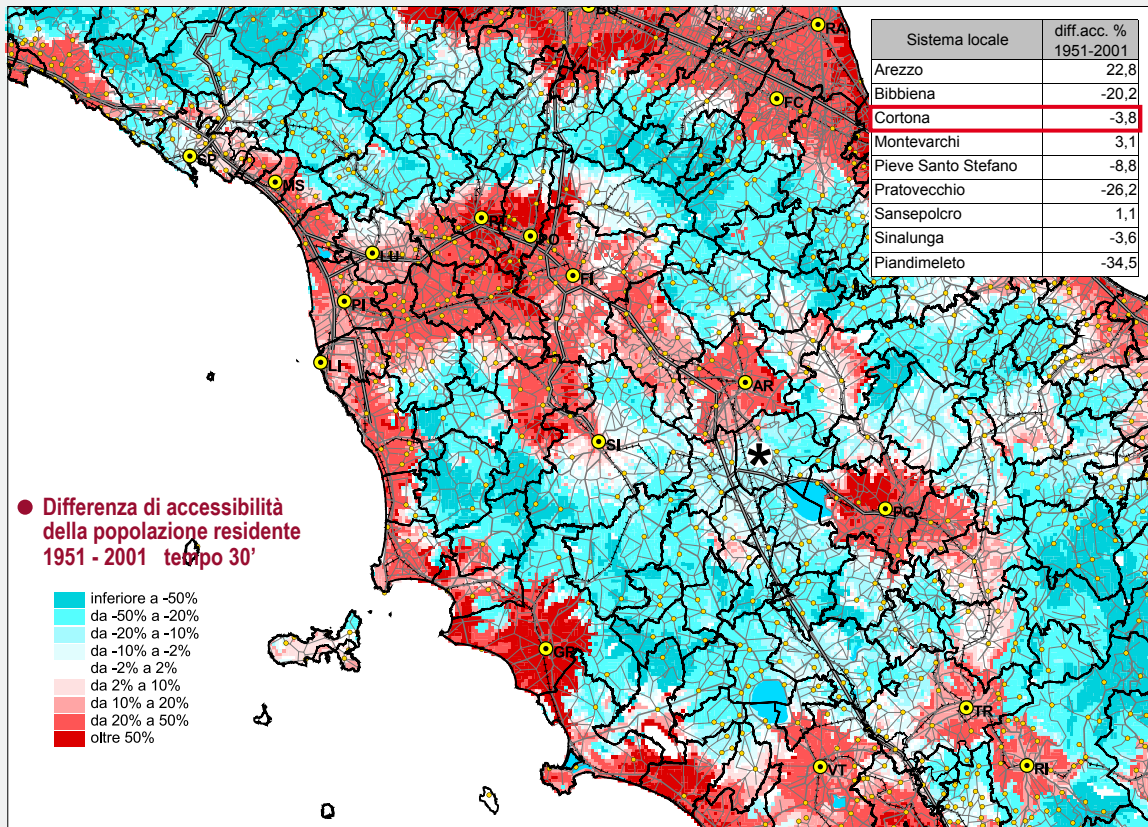 Sistema locale diff.acc. % 1951-2001
Arezzo 22,8
Bibbiena -20,2
Cortona -3,8
Montevarchi 3,1
Pieve Santo Stefano -8,8
Pratovecchio -26,2
Sansepolcro 1,1
Sinalunga -3,6
Piandimeleto -34,5
BO
RA
FC
SP
MS
PT
PO
LU
FI
PI
LI
AR
*
SI
PG
GR
TR
VT
RI
● Differenza di accessibilità
della popolazione residente
1951 - 2001 tempo 30'
inferiore a -50%
da -50% a -20%
da -20% a -10%
da -10% a -2%
da -2% a 2%
da 2% a 10%
da 10% a 20%
da 20% a 50%
oltre 50%